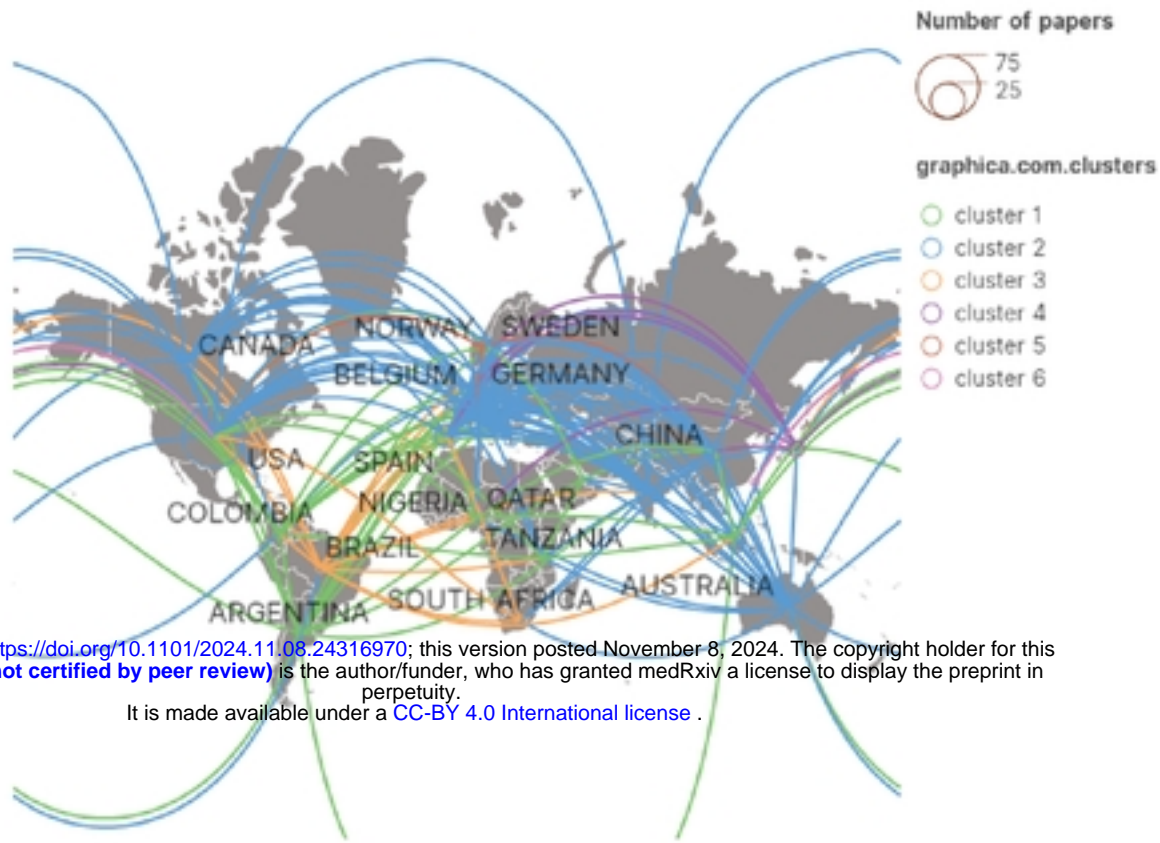 Number of papers
75
25
graphica.com.clusters
cluster 1
cluster 2
cluster 3
cluster 4
cluster 5
cluster 6
NORWAY SWEDEN
CANADA
BELGIUM GERMANY
CHINA
USA SPAIN
NIGERIA QATAR
COLOMBIA
BRAZIL TANZANIA
AUSTRALIA
ARGENTINA SOUTH AFRICA
tps://doi.org/10.1101/2024.11.08.24316970; this version posted November 8, 2024. The copyright holder for this
not certified by peer review) is the author/funder, who has granted medRxiv a license to display the preprint in
perpetuity.
It is made available under a CC-BY 4.0 International license .